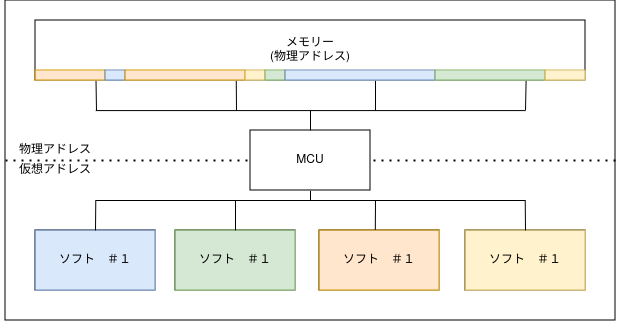 メモリー
(物理アドレス)
物理アドレス
MCU
仮想アドレス
ソフト　＃１
ソフト　＃１
ソフト　＃１
ソフト　＃１